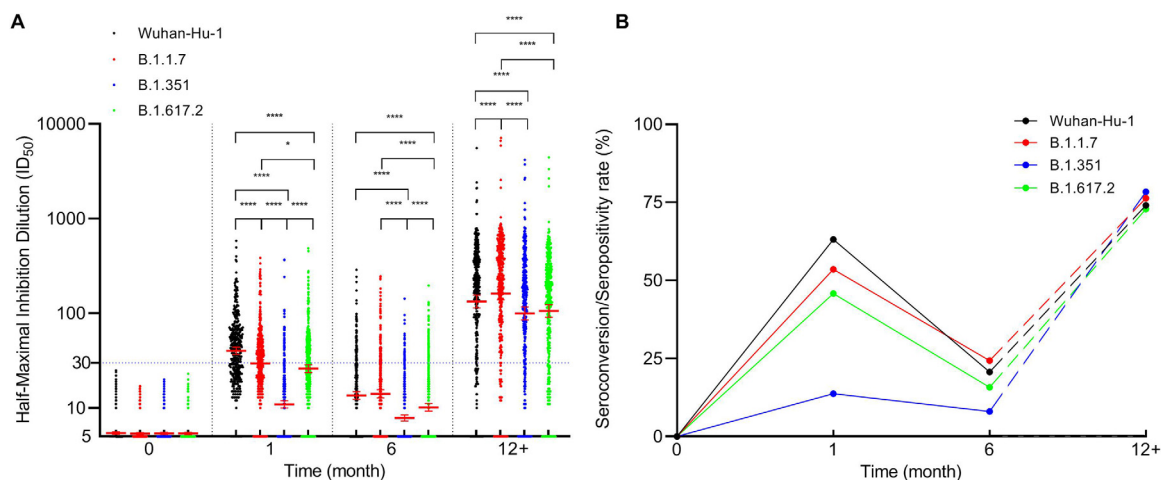 A
Wuhan-Hu-1
B.1.1.7
B.1.351
B.1.617.2
**** **** **** **** **** ****
**** * **** **** **** ****
**** **** **** **** **** ****
Half-Maximal Inhibition Dilution (ID50)
10000
1000
100
30
10
5
0 1 6 12+
Time (month)
B
Wuhan-Hu-1
B.1.1.7
B.1.351
B.1.617.2
Seroconversion/Seropositivity rate (%)
100
75
50
25
0
0 1 6 12+
Time (month)